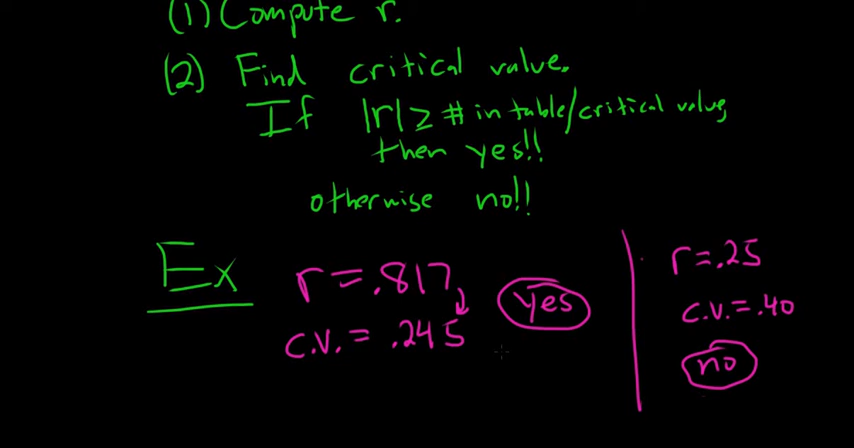 (1) Compute r.
(2) Find critical value.
If |r| ≥ # in table/critical value,
then yes!!
otherwise no!!
Ex
r = .817
c.v. = .245
yes
r = .25
c.v. = .40
no